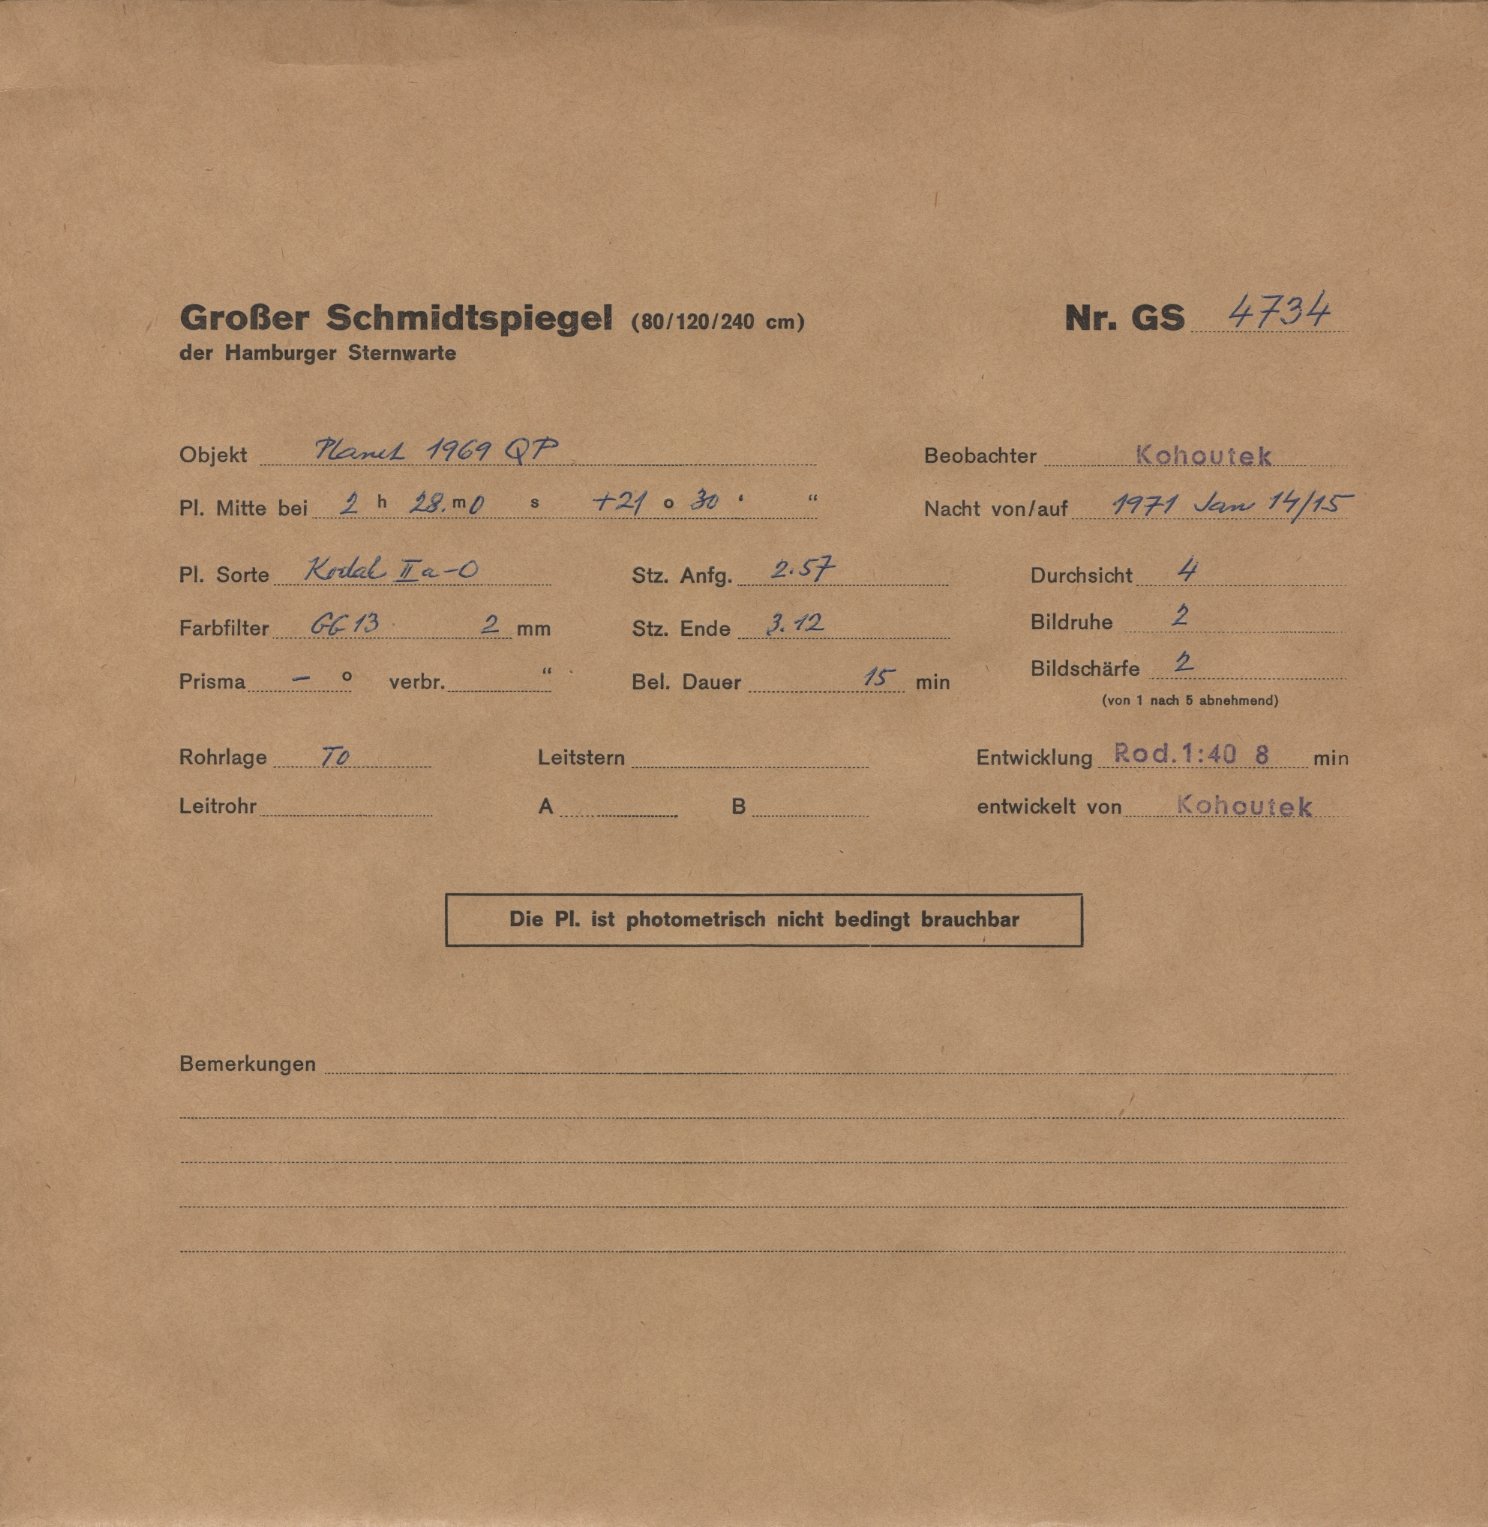 Großer Schmidtspiegel (80/120/240 cm) Nr. GS 4734
der Hamburger Sternwarte
Objekt Planet 1969 QP Beobachter Kohoutek
Pl. Mitte bei 2 h 28. m 0 s +21 o 30 ‘ “ Nacht von/auf 1971 Jan 14/15
Pl. Sorte Kodak II a-O Stz. Anfg. 2.57 Durchsicht 4
Farbfilter GG 13 2 mm Stz. Ende 3.12 Bildruhe 2
Prisma – o verbr. “ Bel. Dauer 15 min Bildschärfe 2
(von 1 nach 5 abnehmend)
Rohrlage TO Leitstern Entwicklung Rod. 1:40 8 min
Leitrohr A B entwickelt von Kohoutek
Die Pl. ist photometrisch nicht bedingt brauchbar
Bemerkungen